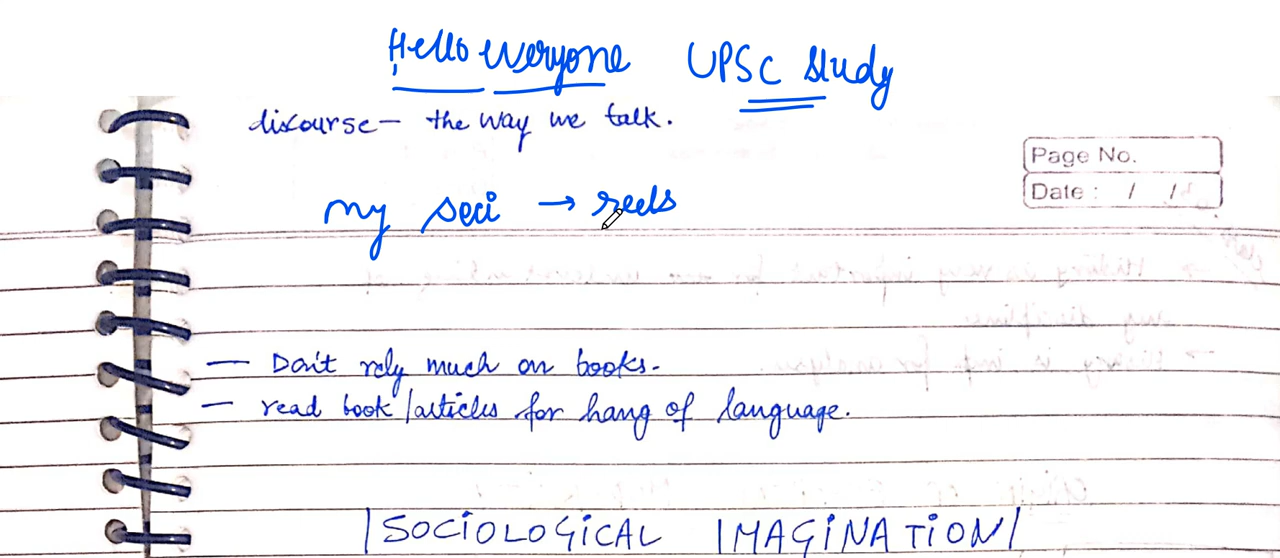 Hello everyone UPSC study
discourse - the way we talk.
Page No.
Date : / /
my seci → reels
- Don't rely much on books.
- read book/articles for hang of language.
|SOCIOLOGICAL IMAGINATION|